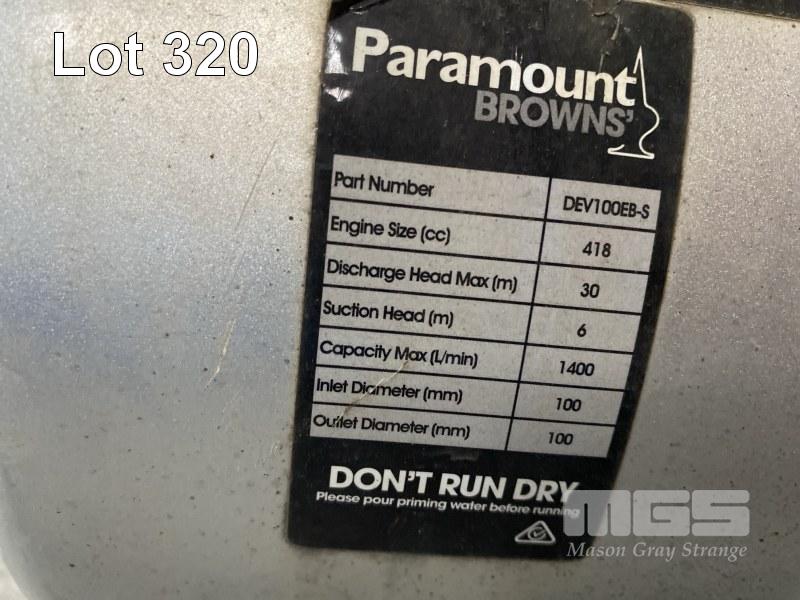 Lot 320
Paramount
BROWNS'
Part Number DEV100EB-S
Engine Size (cc) 418
Discharge Head Max (m) 30
Suction Head (m) 6
Capacity Max (L/min) 1400
Inlet Diameter (mm) 100
Outlet Diameter (mm) 100
DON'T RUN DRY
Please pour priming water before running
MGS
Mason Gray Strange